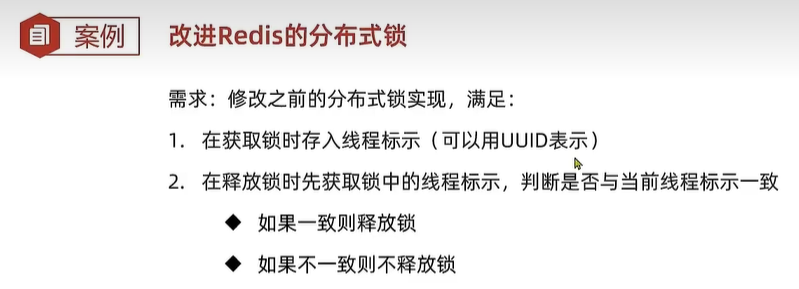 案例
改进Redis的分布式锁
需求：修改之前的分布式锁实现，满足：
1. 在获取锁时存入线程标示（可以用UUID表示）
2. 在释放锁时先获取锁中的线程标示，判断是否与当前线程标示一致
◆ 如果一致则释放锁
◆ 如果不一致则不释放锁